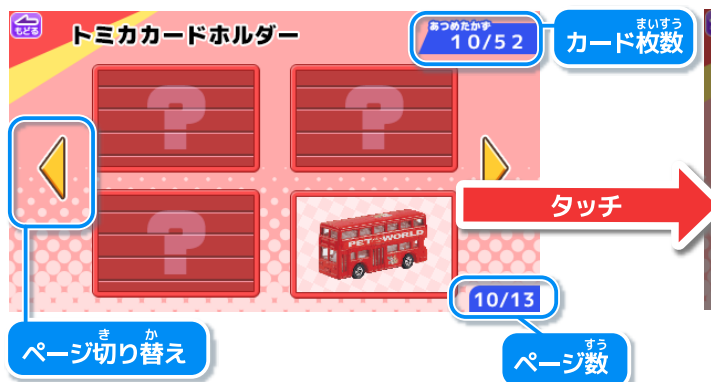 もどる
トミカカードホルダー
あつめたかず
10/52
カード枚数
まいすう
?
?
?
PET WORLD
タッチ
10/13
ページ切り替え
き か
ページ数
すう